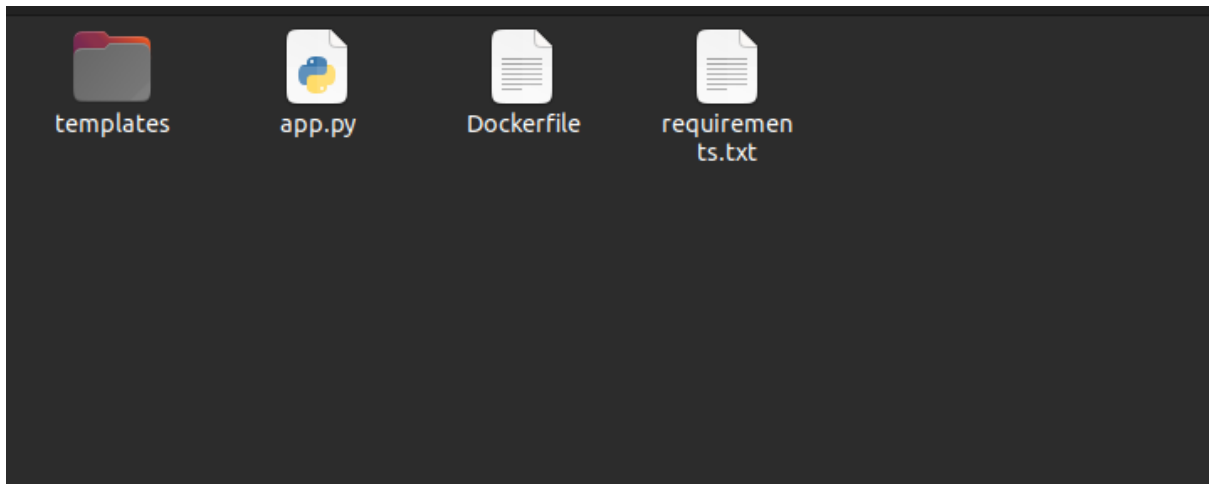 templates
app.py
Dockerfile
requiremen
ts.txt